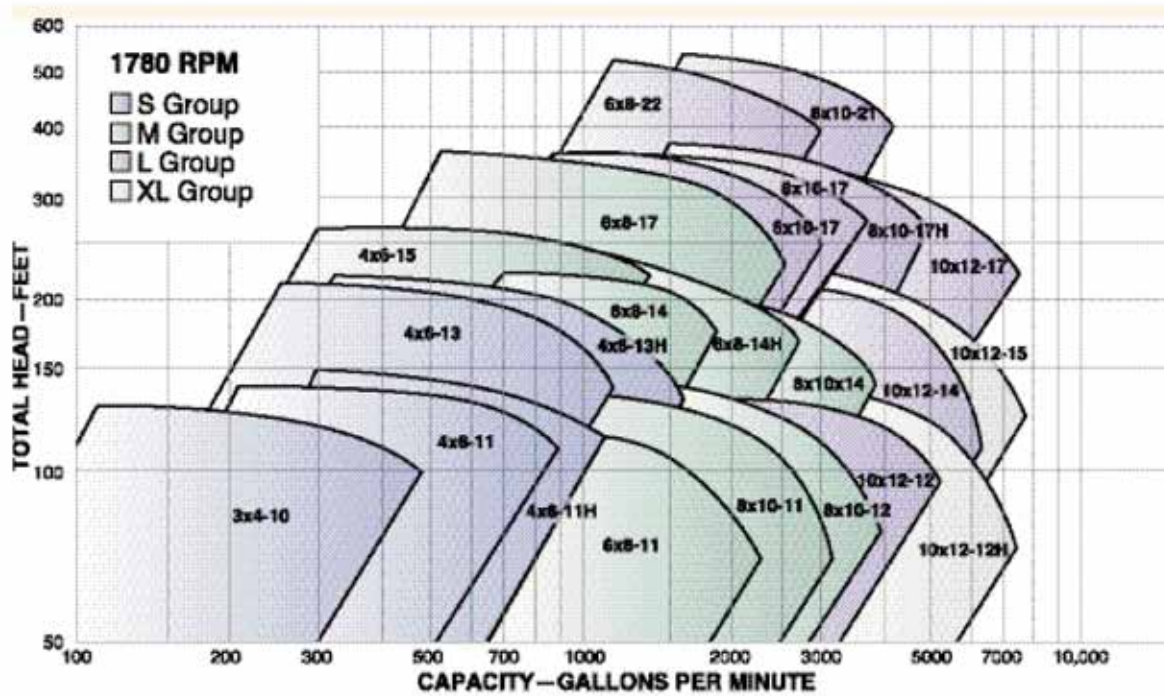 1780 RPM
S Group
M Group
L Group
XL Group
TOTAL HEAD—FEET
600
500
400
300
200
150
100
50
6x8-22
8x10-21
8x10-17
6x8-17
6x10-17
8x10-17H
10x12-17
4x6-15
6x8-14
4x6-13
4x6-13H
6x8-14H
10x12-15
8x10x14
10x12-14
4x6-11
10x12-12
8x10-11
8x10-12
4x6-11H
3x4-10
6x8-11
10x12-12H
100
200
300
500
700
1000
2000
3000
5000
7000
10,000
CAPACITY—GALLONS PER MINUTE